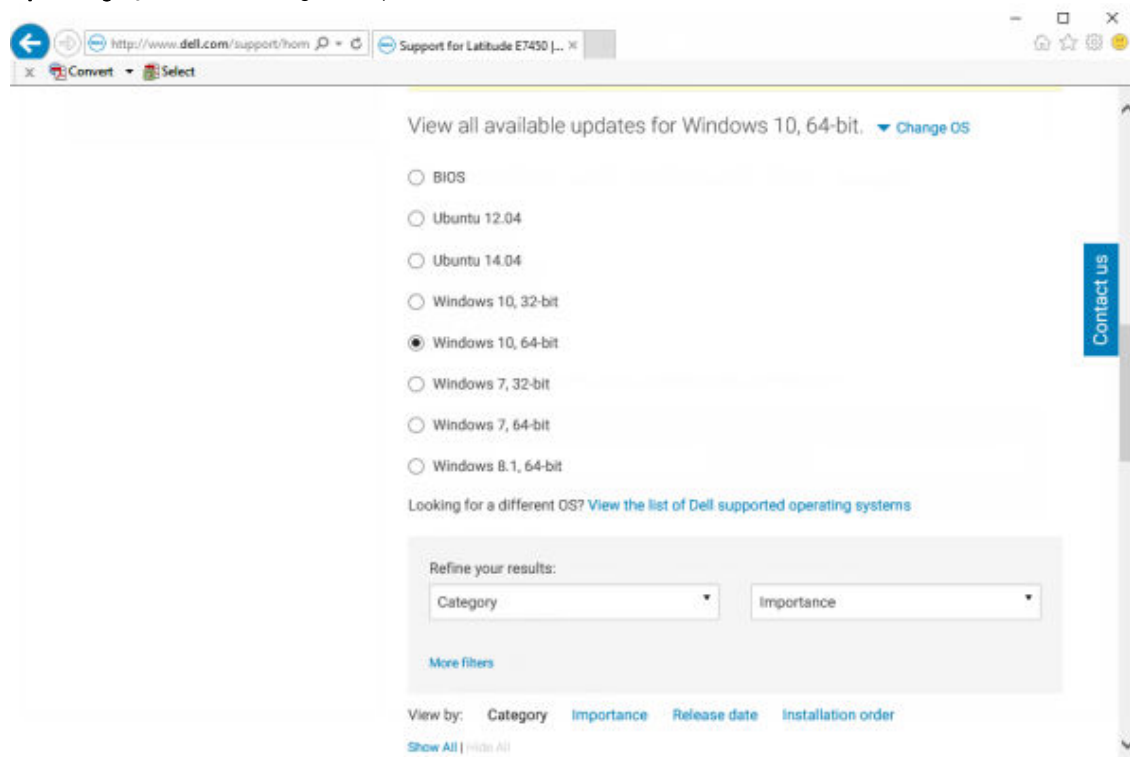 http://www.dell.com/support/hom
Support for Latitude E7450 |...
x Convert Select
View all available updates for Windows 10, 64-bit. Change OS
BIOS
Ubuntu 12.04
Ubuntu 14.04
Windows 10, 32-bit
Windows 10, 64-bit
Windows 7, 32-bit
Windows 7, 64-bit
Windows 8.1, 64-bit
Looking for a different OS? View the list of Dell supported operating systems
Contact us
Refine your results:
Category Importance
More filters
View by: Category Importance Release date Installation order
Show All | Hide All